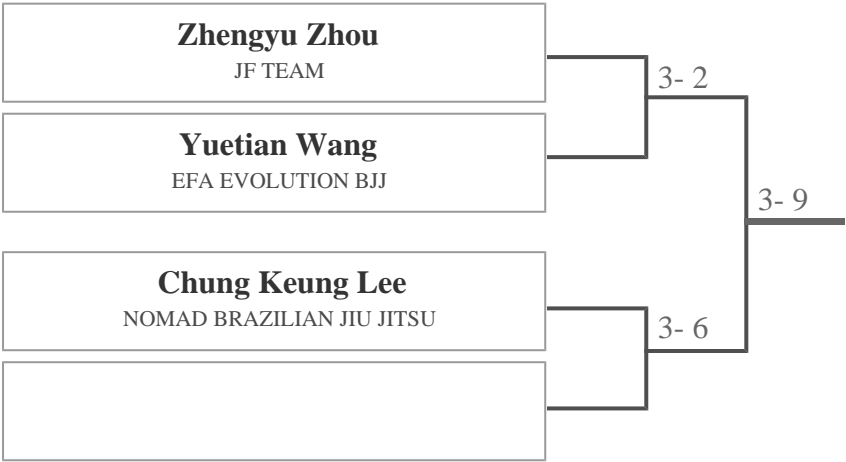 Zhengyu Zhou
JF TEAM
3- 2
Yuetian Wang
EFA EVOLUTION BJJ
3- 9
Chung Keung Lee
NOMAD BRAZILIAN JIU JITSU
3- 6